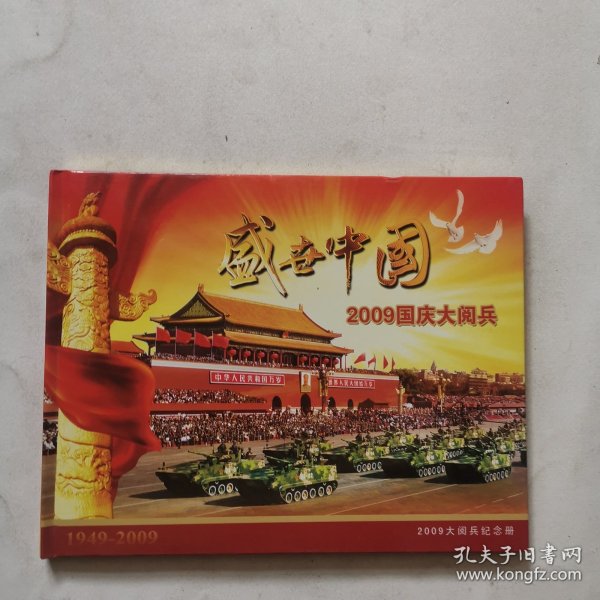 盛世中国
2009国庆大阅兵
中华人民共和国万岁
世界人民大团结万岁
1949-2009
2009大阅兵纪念册
孔夫子旧书网
www.kongfz.com